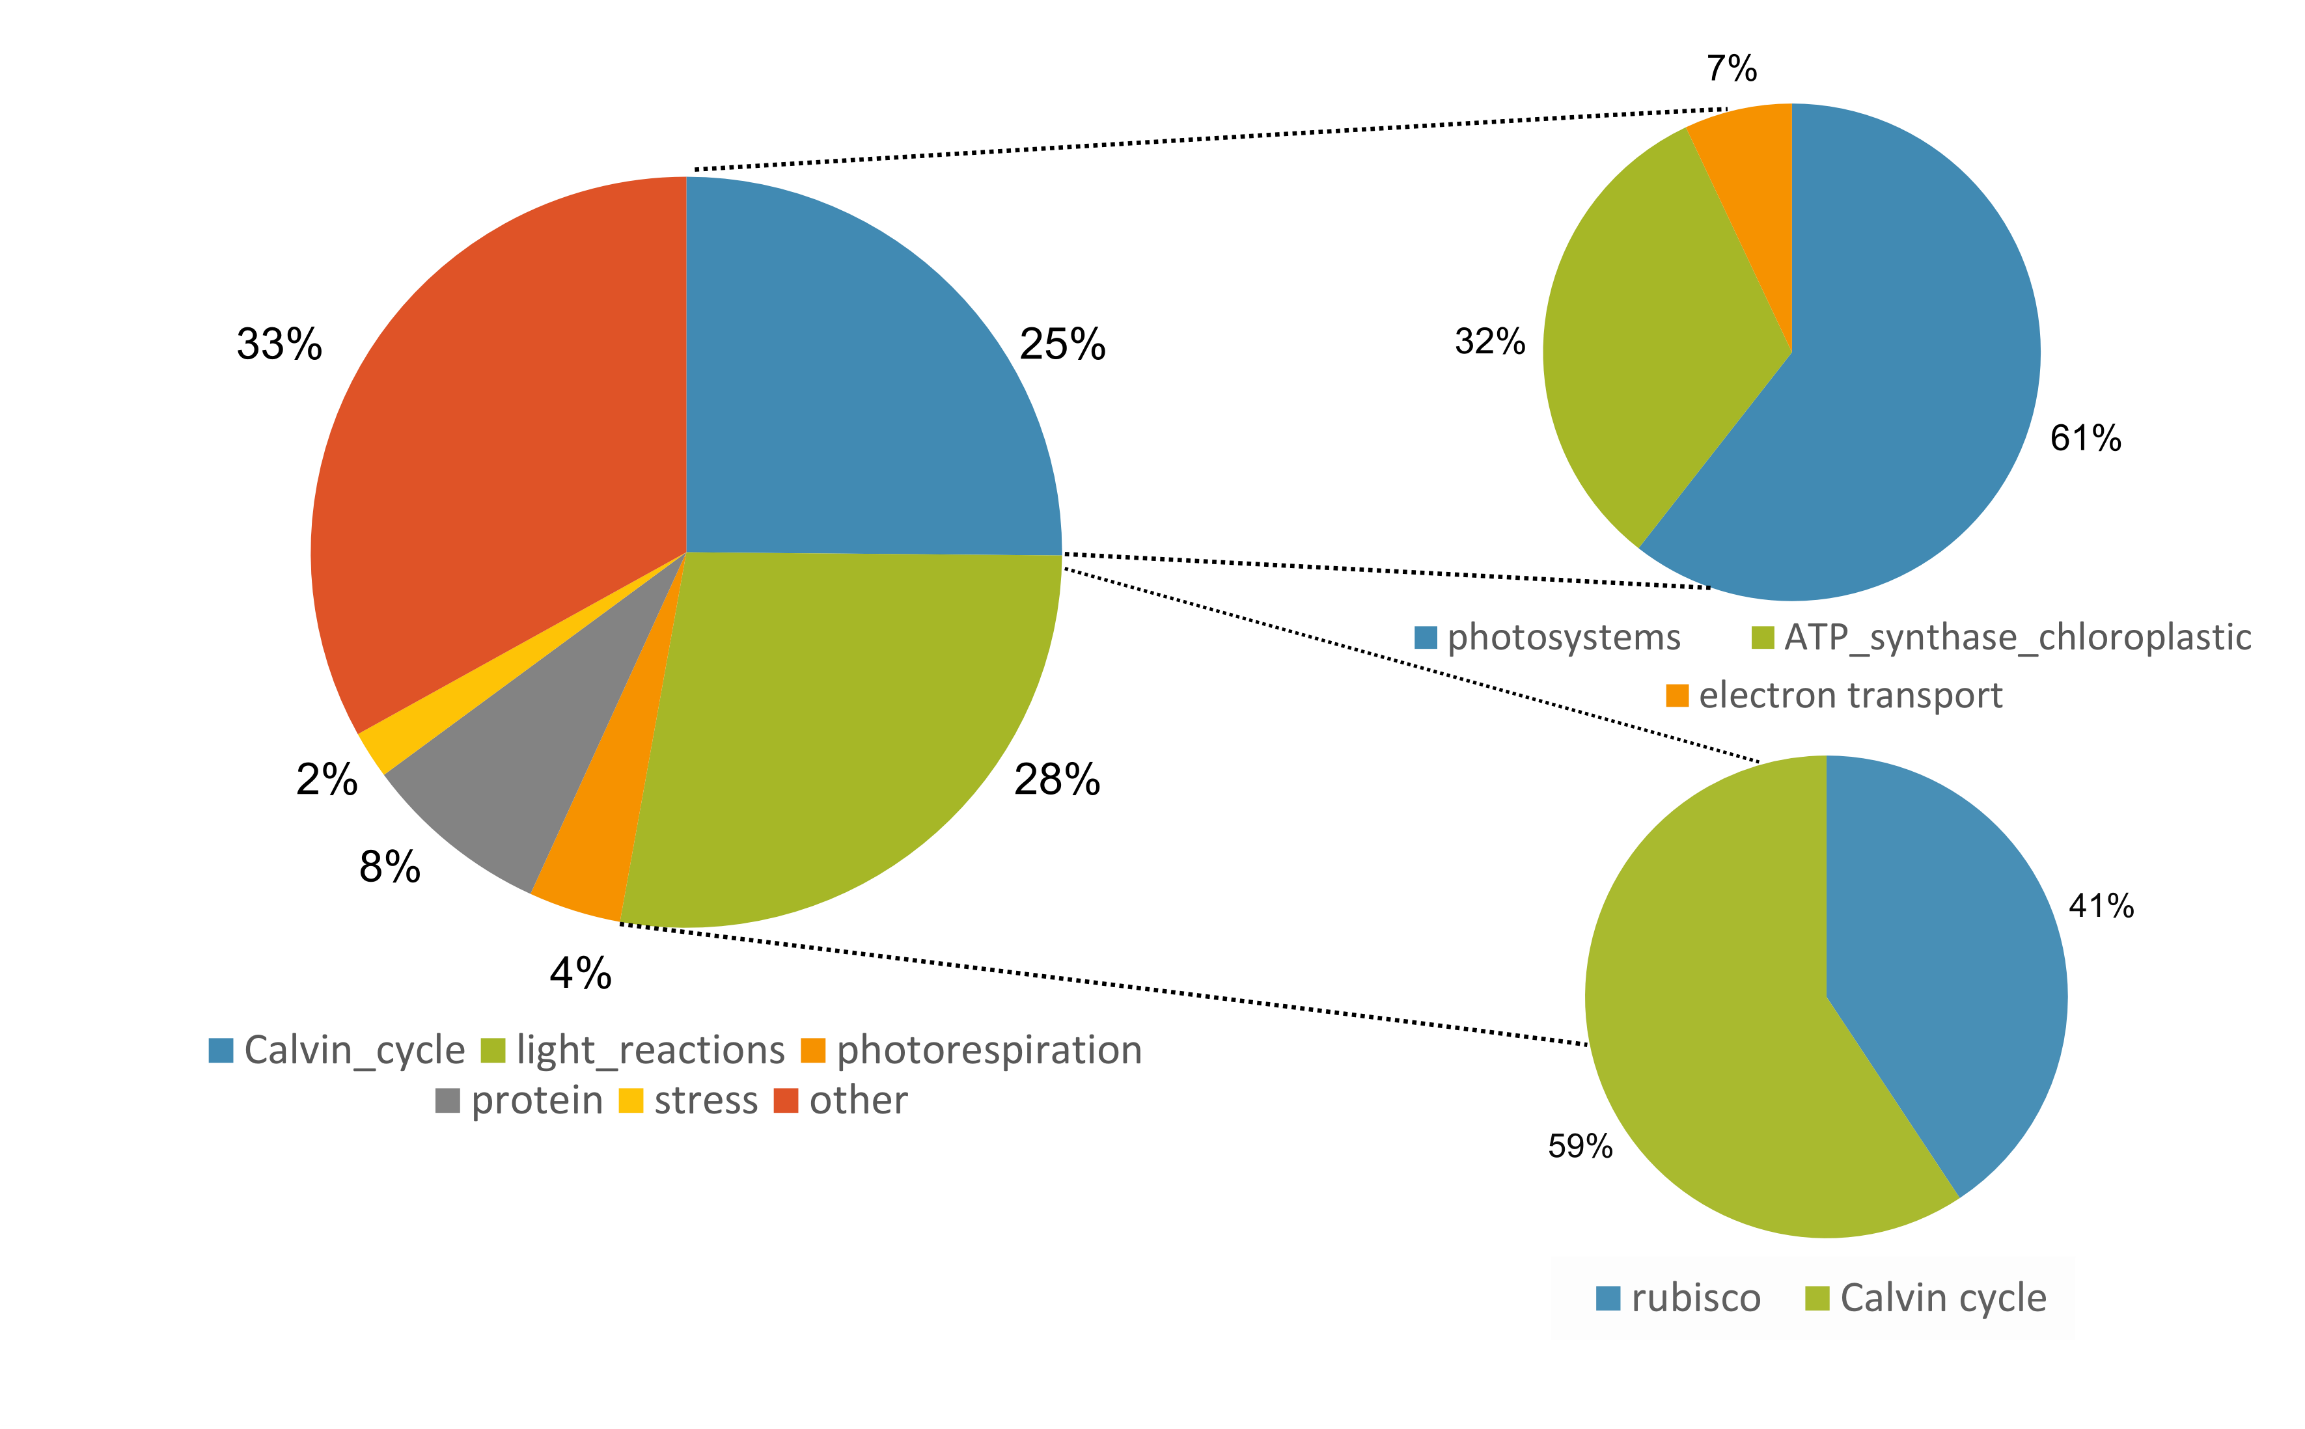 7%
33%
25%
32%
61%
photosystems ATP_synthase_chloroplastic
electron transport
2%
28%
8%
4%
41%
59%
Calvin_cycle light_reactions photorespiration
protein stress other
rubisco Calvin cycle